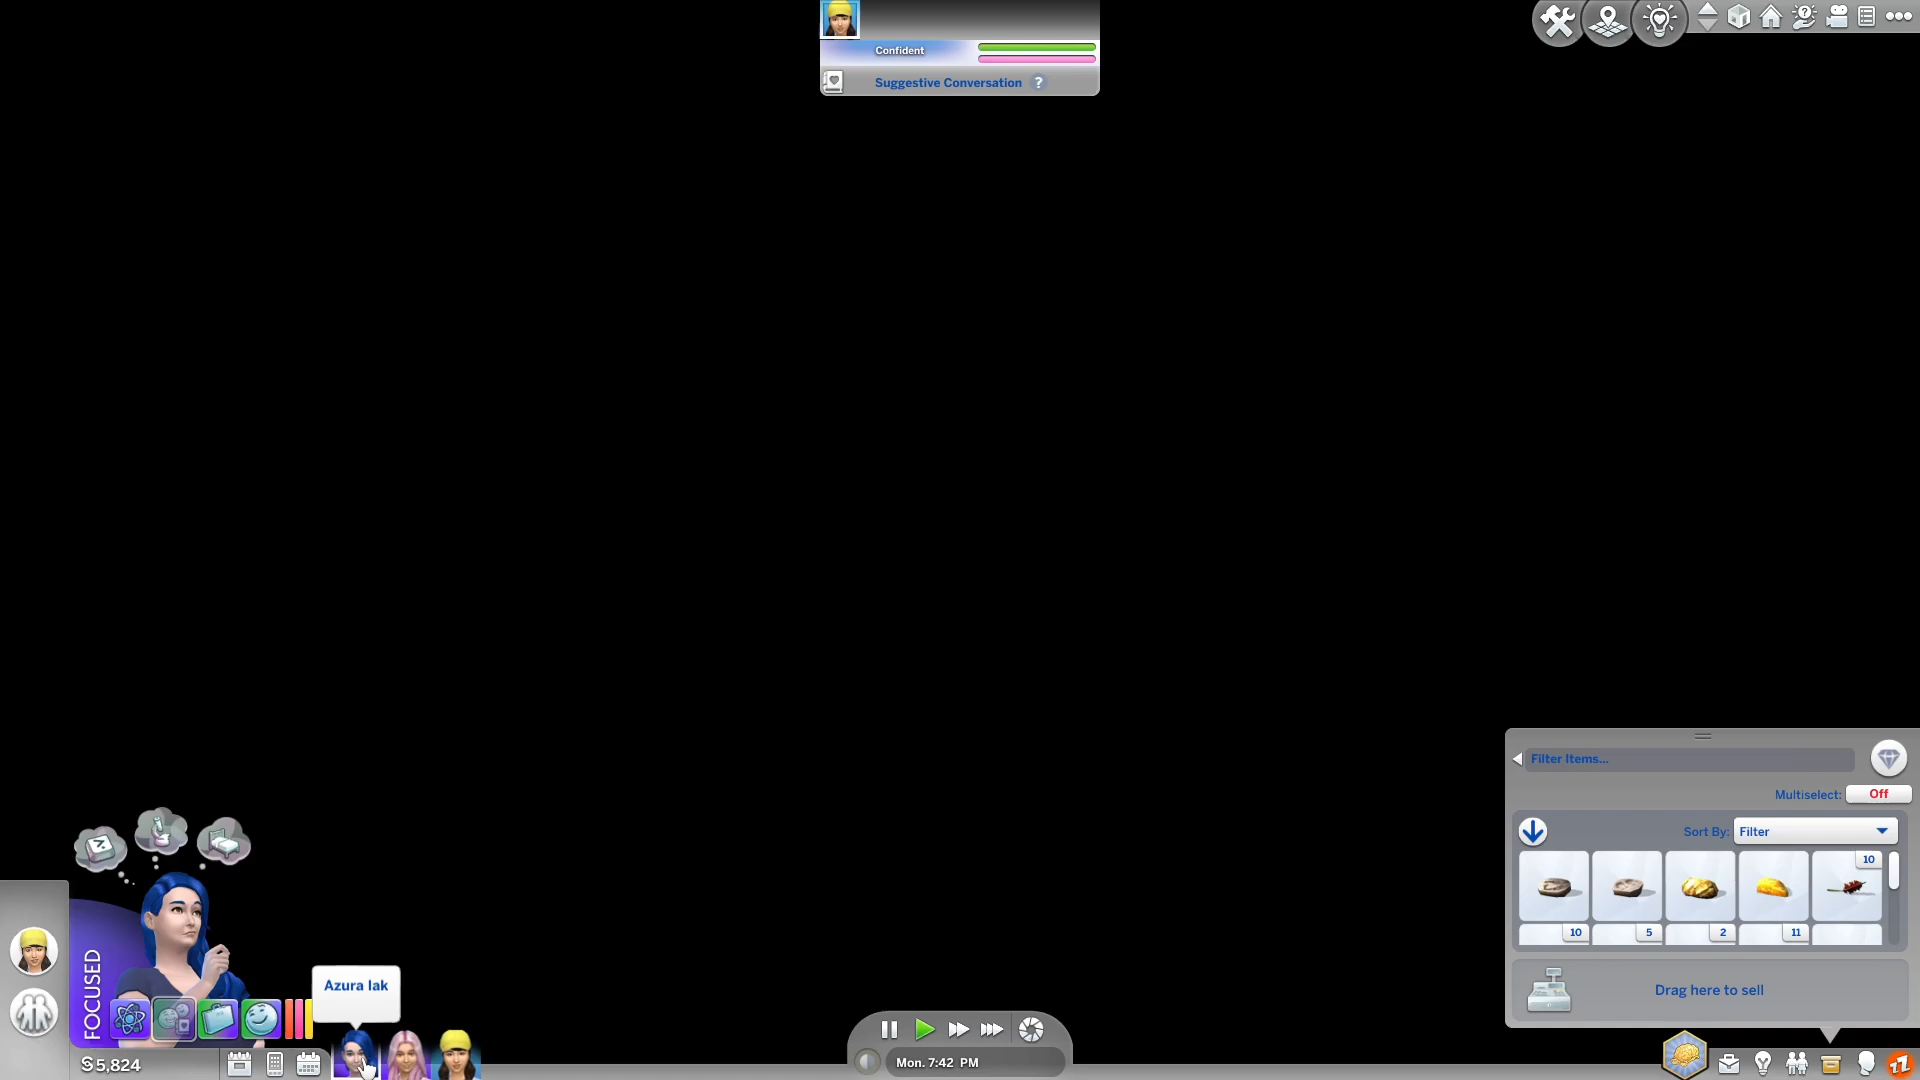 Confident
Suggestive Conversation ?
Filter Items...
Multiselect: Off
Sort By: Filter
10
10 5 2 11
Drag here to sell
FOCUSED
Azura Iak
§5,824
Mon. 7:42 PM